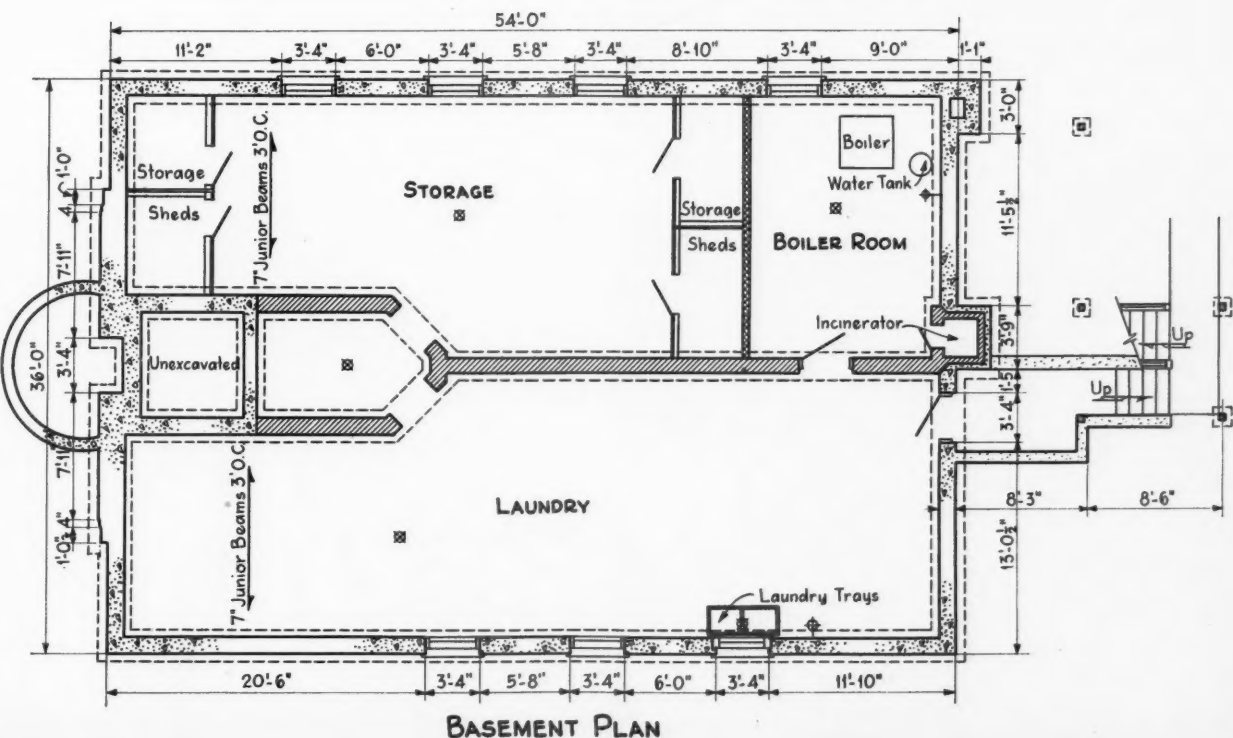 54'-0"
11'-2" 3'-4" 6'-0" 3'-4" 5'-8" 3'-4" 8'-10" 3'-4" 9'-0" 1'-1"
3'-0"
11'-5½"
3'-9"
1'-5"
3'-4"
13'-0½"
1'-0"
4"
7'-11"
3'-4"
36'-0"
7'-11"
4"
1'-0"
Storage
Sheds
7" Junior Beams 3' O.C.
STORAGE
Storage
Sheds
Boiler
Water Tank
BOILER ROOM
Incinerator
Unexcavated
Up
Up
7" Junior Beams 3' O.C.
LAUNDRY
Laundry Trays
8'-3" 8'-6"
20'-6" 3'-4" 5'-8" 3'-4" 6'-0" 3'-4" 11'-10"
BASEMENT PLAN